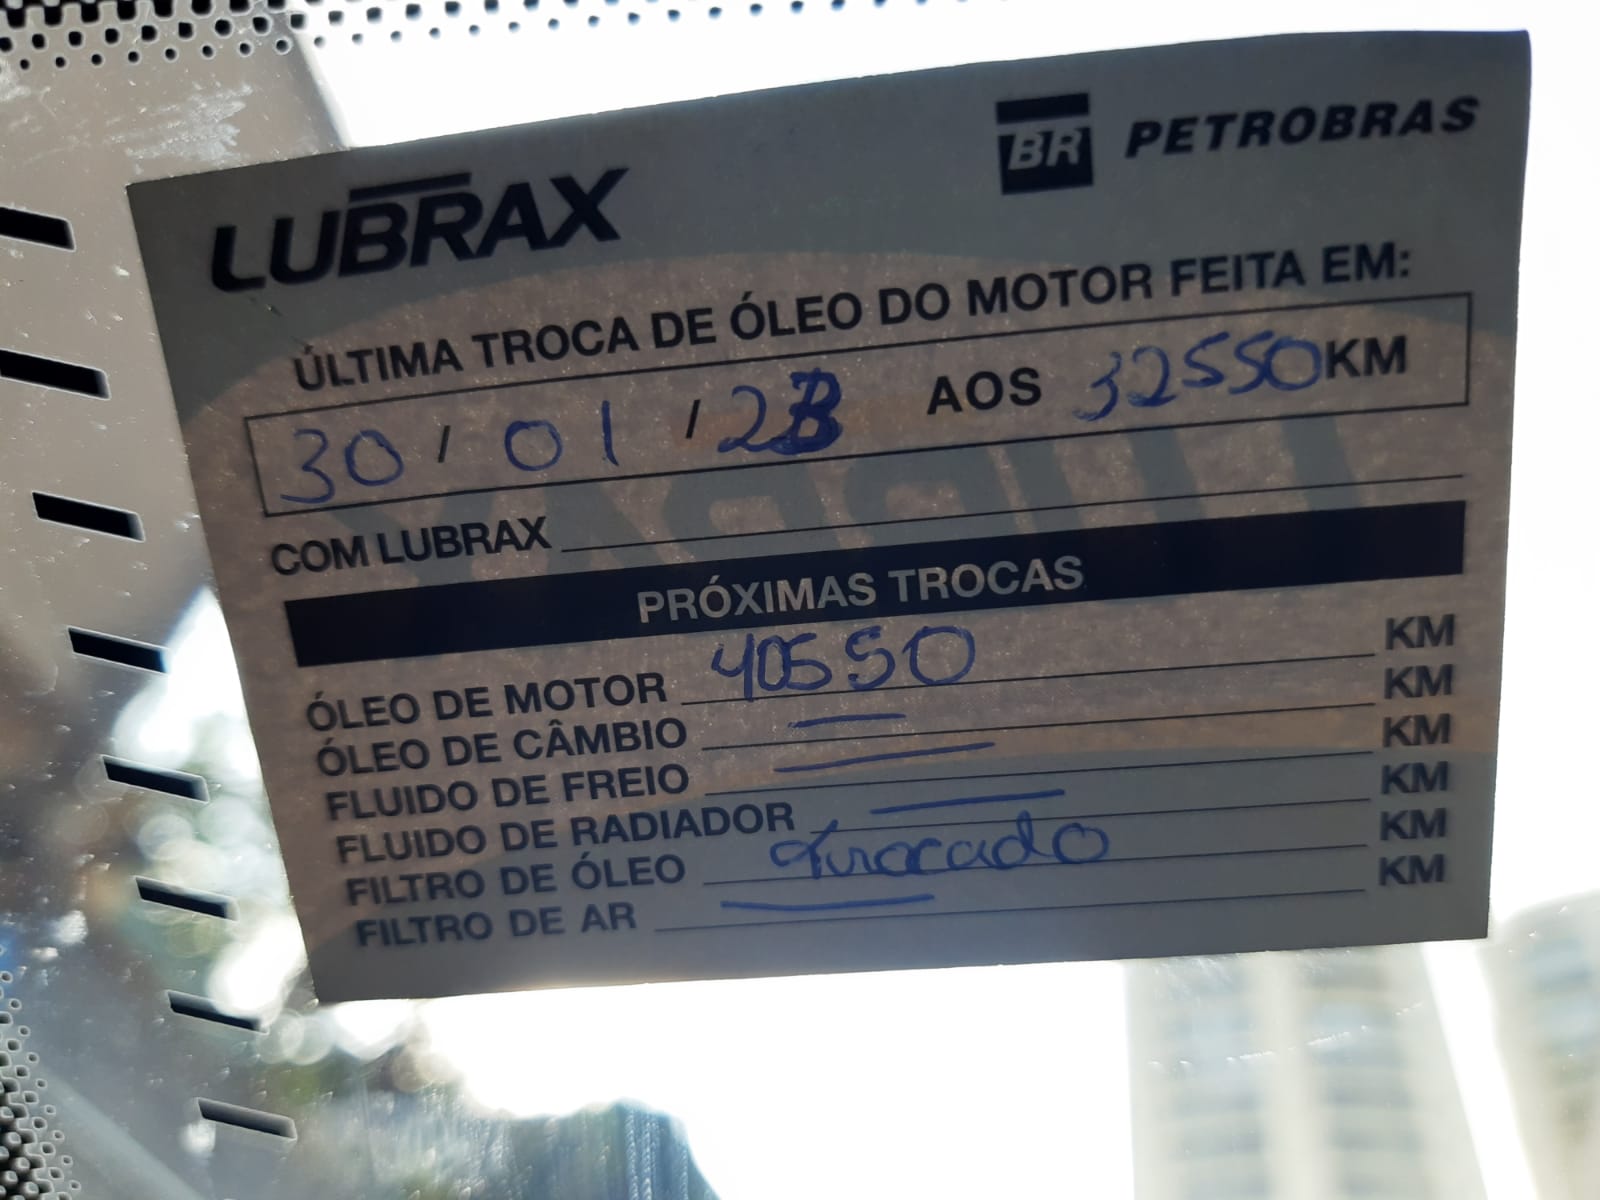 LUBRAX
BR PETROBRAS
ÚLTIMA TROCA DE ÓLEO DO MOTOR FEITA EM:
30 / 01 / 23 AOS 32550 KM
COM LUBRAX
PRÓXIMAS TROCAS
ÓLEO DE MOTOR 40550 KM
ÓLEO DE CÂMBIO KM
FLUIDO DE FREIO KM
FLUIDO DE RADIADOR KM
FILTRO DE ÓLEO trocado KM
FILTRO DE AR KM